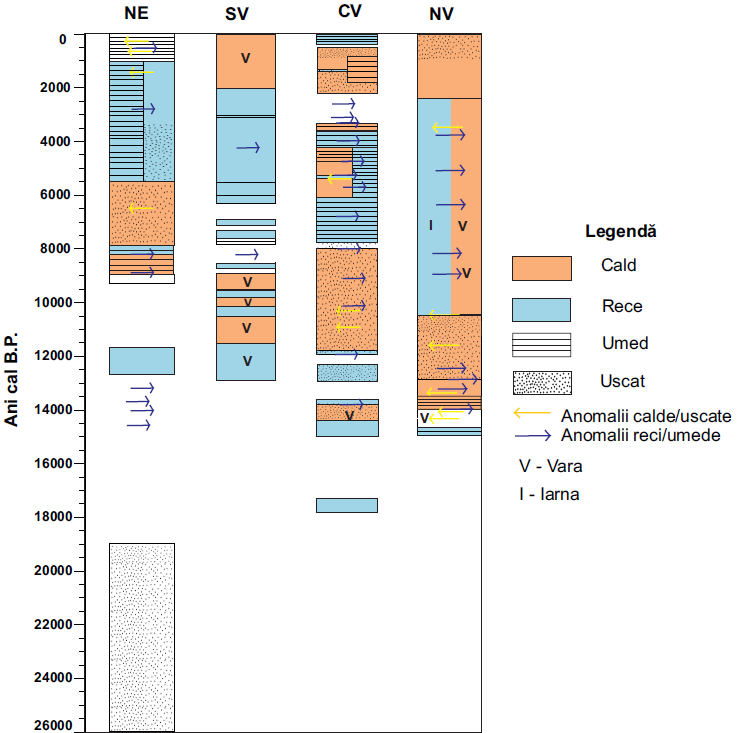 NE SV CV NV
0
2000
4000
6000
8000
10000
12000
14000
16000
18000
20000
22000
24000
26000
Ani cal B.P.
V
V
V
V
V
V
I V
V
V
Legendă
Cald
Rece
Umed
Uscat
Anomalii calde/uscate
Anomalii reci/umede
V - Vara
I - Iarna